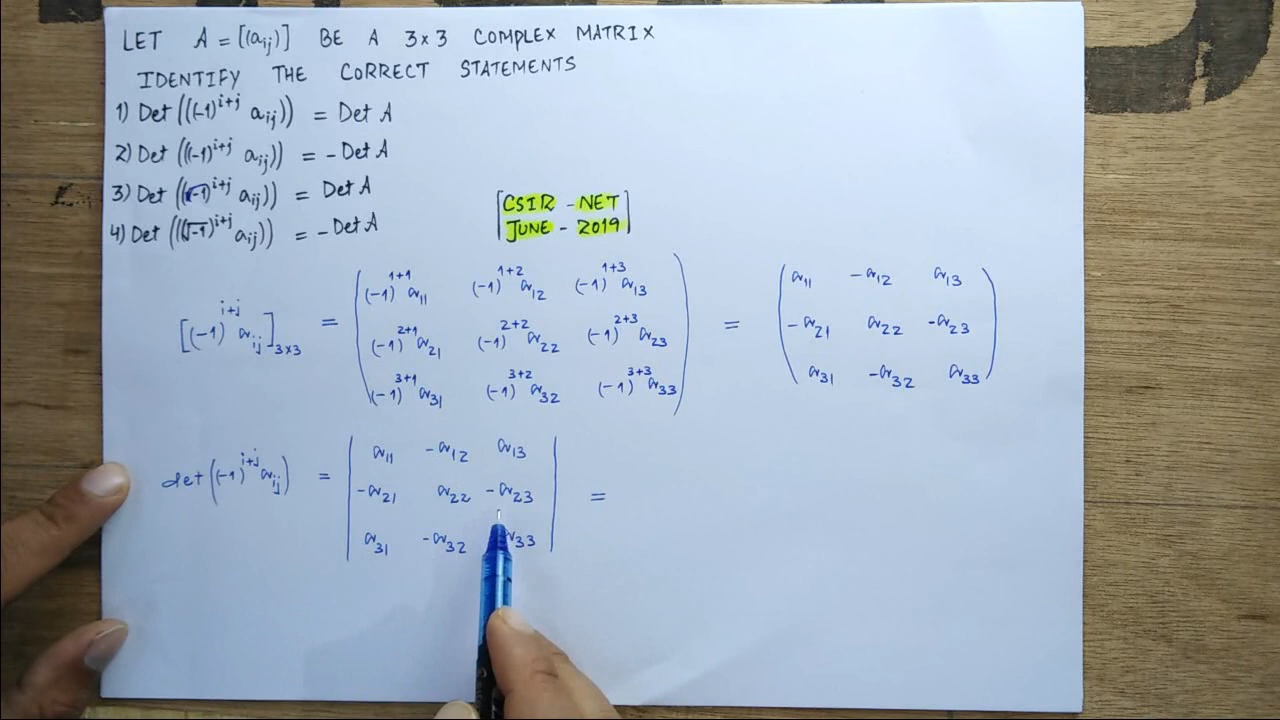 LET A = [(aij)] BE A 3×3 COMPLEX MATRIX
IDENTIFY THE CORRECT STATEMENTS
1) Det (((-1)^i+j aij)) = Det A
2) Det (((-1)^i+j aij)) = - Det A
3) Det (((√-1)^i+j aij)) = Det A
4) Det (((√-1)^i+j aij)) = - Det A
[CSIR - NET]
[JUNE - 2019]
[(-1)^i+j aij]3×3 = ( (-1)^1+1 a11 (-1)^1+2 a12 (-1)^1+3 a13 ) = ( a11 -a12 a13 )
( (-1)^2+1 a21 (-1)^2+2 a22 (-1)^2+3 a23 ) ( -a21 a22 -a23 )
( (-1)^3+1 a31 (-1)^3+2 a32 (-1)^3+3 a33 ) ( a31 -a32 a33 )
det ((-1)^i+j aij) = | a11 -a12 a13 |
| -a21 a22 -a23 | =
| a31 -a32 a33 |